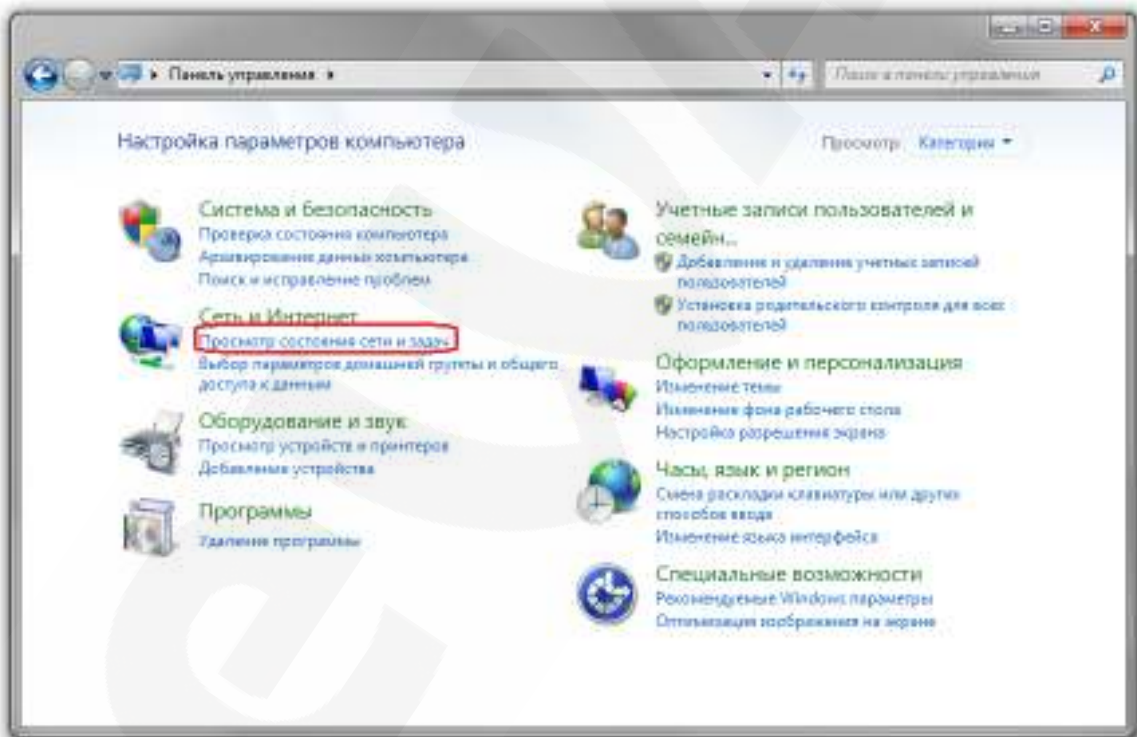 Панель управления
Поиск в панели управления
Настройка параметров компьютера
Просмотр: Категория
Система и безопасность
Проверка состояния компьютера
Архивирование данных компьютера
Поиск и исправление проблем
Сеть и Интернет
Просмотр состояния сети и задач
Выбор параметров домашней группы и общего
доступа к данным
Оборудование и звук
Просмотр устройств и принтеров
Добавление устройства
Программы
Удаление программы
Учетные записи пользователей и
семейн...
Добавление и удаление учетных записей
пользователей
Установка родительского контроля для всех
пользователей
Оформление и персонализация
Изменение темы
Изменение фона рабочего стола
Настройка разрешения экрана
Часы, язык и регион
Смена раскладки клавиатуры или других
способов ввода
Изменение языка интерфейса
Специальные возможности
Рекомендуемые Windows параметры
Оптимизация изображения на экране